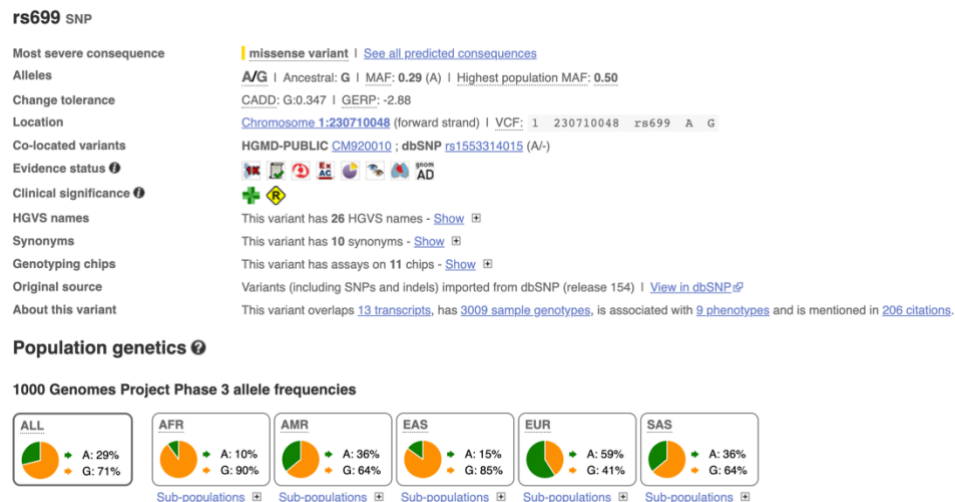 rs699 SNP
Most severe consequence missense variant | See all predicted consequences
Alleles A/G | Ancestral: G | MAF: 0.29 (A) | Highest population MAF: 0.50
Change tolerance CADD: G:0.347 | GERP: -2.88
Location Chromosome 1:230710048 (forward strand) | VCF: 1 230710048 rs699 A G
Co-located variants HGMD-PUBLIC CM920010 ; dbSNP rs1553314015 (A/-)
Evidence status i 1K Ex AC gnom AD
Clinical significance i R
HGVS names This variant has 26 HGVS names - Show
Synonyms This variant has 10 synonyms - Show
Genotyping chips This variant has assays on 11 chips - Show
Original source Variants (including SNPs and indels) imported from dbSNP (release 154) | View in dbSNP
About this variant This variant overlaps 13 transcripts, has 3009 sample genotypes, is associated with 9 phenotypes and is mentioned in 206 citations.
Population genetics ?
1000 Genomes Project Phase 3 allele frequencies
ALL AFR AMR EAS EUR SAS
A: 29% A: 10% A: 36% A: 15% A: 59% A: 36%
G: 71% G: 90% G: 64% G: 85% G: 41% G: 64%
Sub-populations Sub-populations Sub-populations Sub-populations Sub-populations